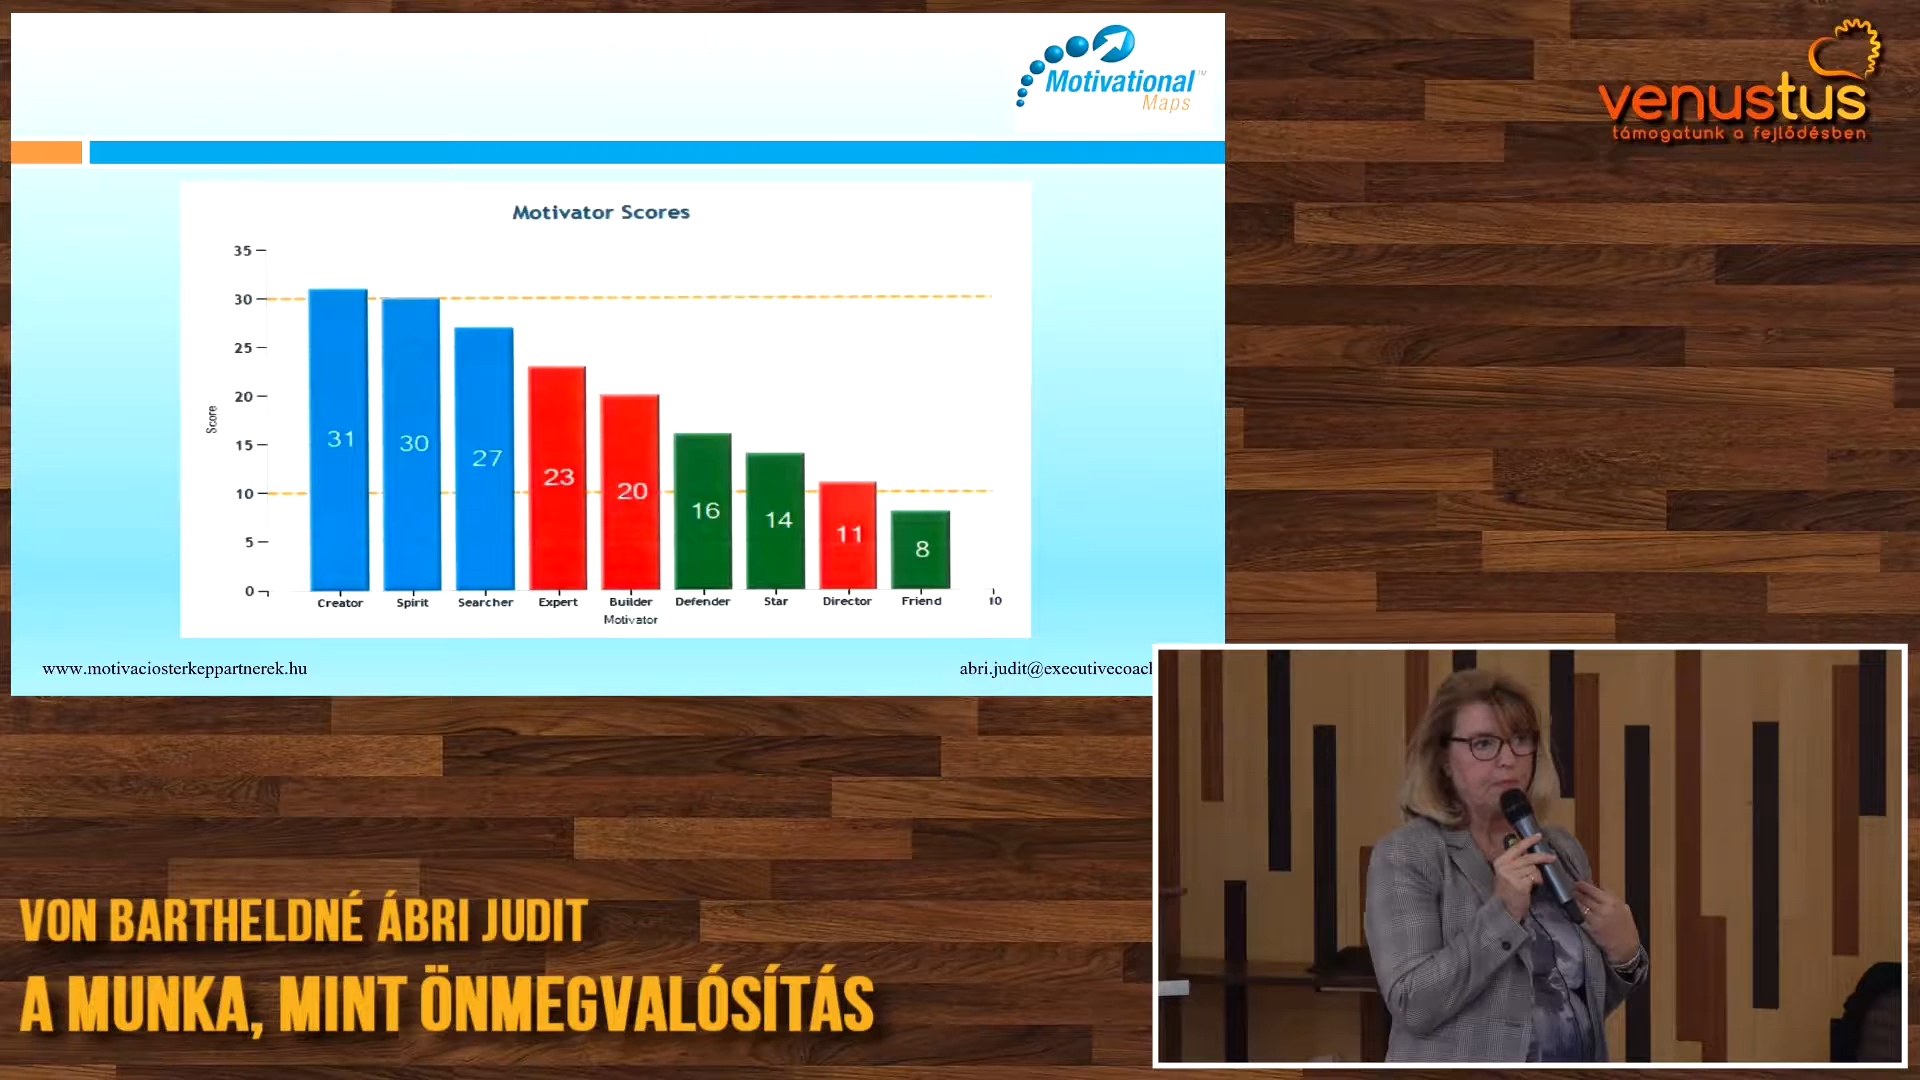 Motivational™
Maps
venustus
támogatunk a fejlődésben
Motivator Scores
35
30
25
20
15
10
5
0
Score
31
30
27
23
20
16
14
11
8
Creator Spirit Searcher Expert Builder Defender Star Director Friend 10
Motivator
www.motivaciosterkeppartnerek.hu
abri.judit@executivecoach
VON BARTHELDNÉ ÁBRI JUDIT
A MUNKA, MINT ÖNMEGVALÓSÍTÁS